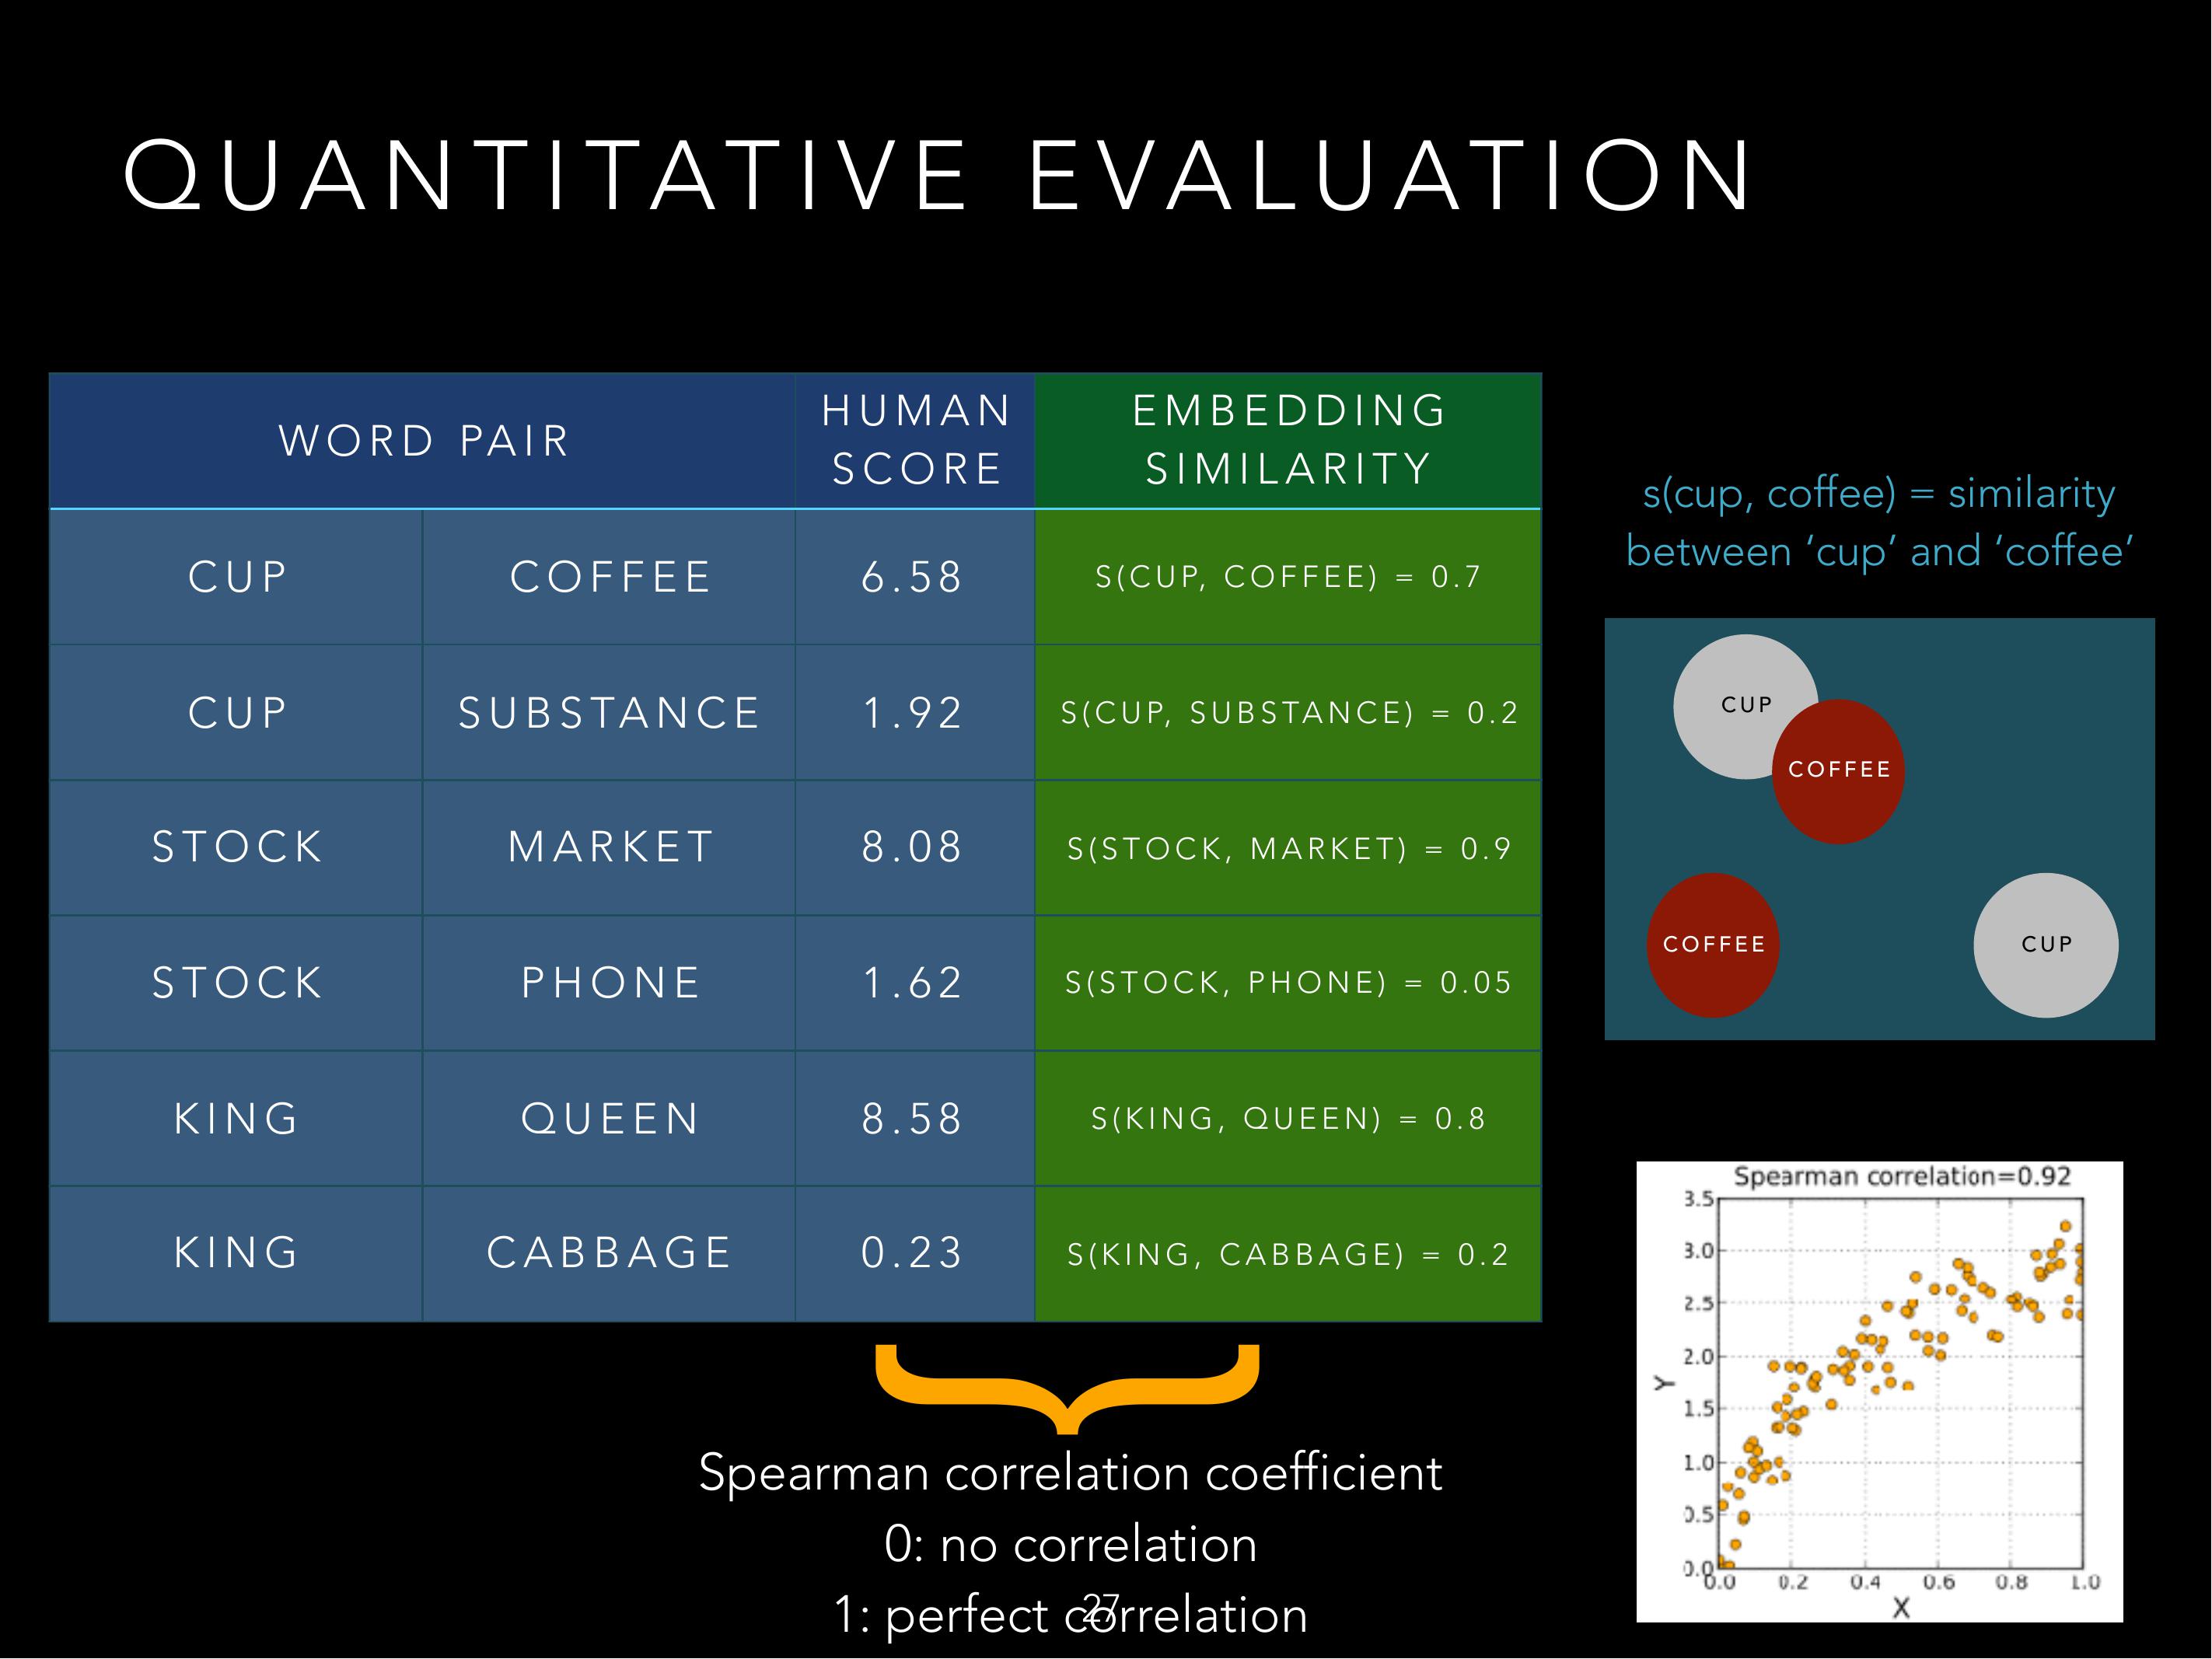 QUANTITATIVE EVALUATION
WORD PAIR
HUMAN
SCORE
EMBEDDING
SIMILARITY
CUP COFFEE 6.58 S(CUP, COFFEE) = 0.7
CUP SUBSTANCE 1.92 S(CUP, SUBSTANCE) = 0.2
STOCK MARKET 8.08 S(STOCK, MARKET) = 0.9
STOCK PHONE 1.62 S(STOCK, PHONE) = 0.05
KING QUEEN 8.58 S(KING, QUEEN) = 0.8
KING CABBAGE 0.23 S(KING, CABBAGE) = 0.2
s(cup, coffee) = similarity
between ‘cup’ and ‘coffee’
CUP
COFFEE
COFFEE
CUP
Spearman correlation coefficient
0: no correlation
1: perfect correlation
27
Spearman correlation=0.92
3.5
3.0
2.5
2.0
1.5
1.0
0.5
0.0
Y
0.0 0.2 0.4 0.6 0.8 1.0
X